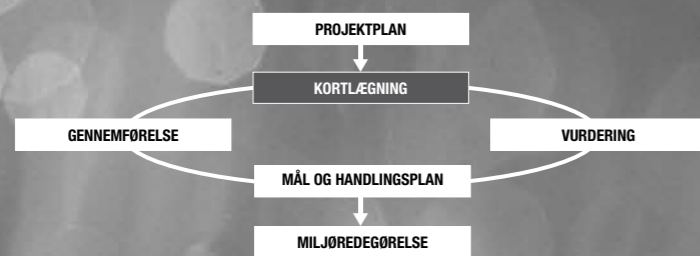 PROJEKTPLAN
KORTLÆGNING
GENNEMFØRELSE
VURDERING
MÅL OG HANDLINGSPLAN
MILJØREDEGØRELSE